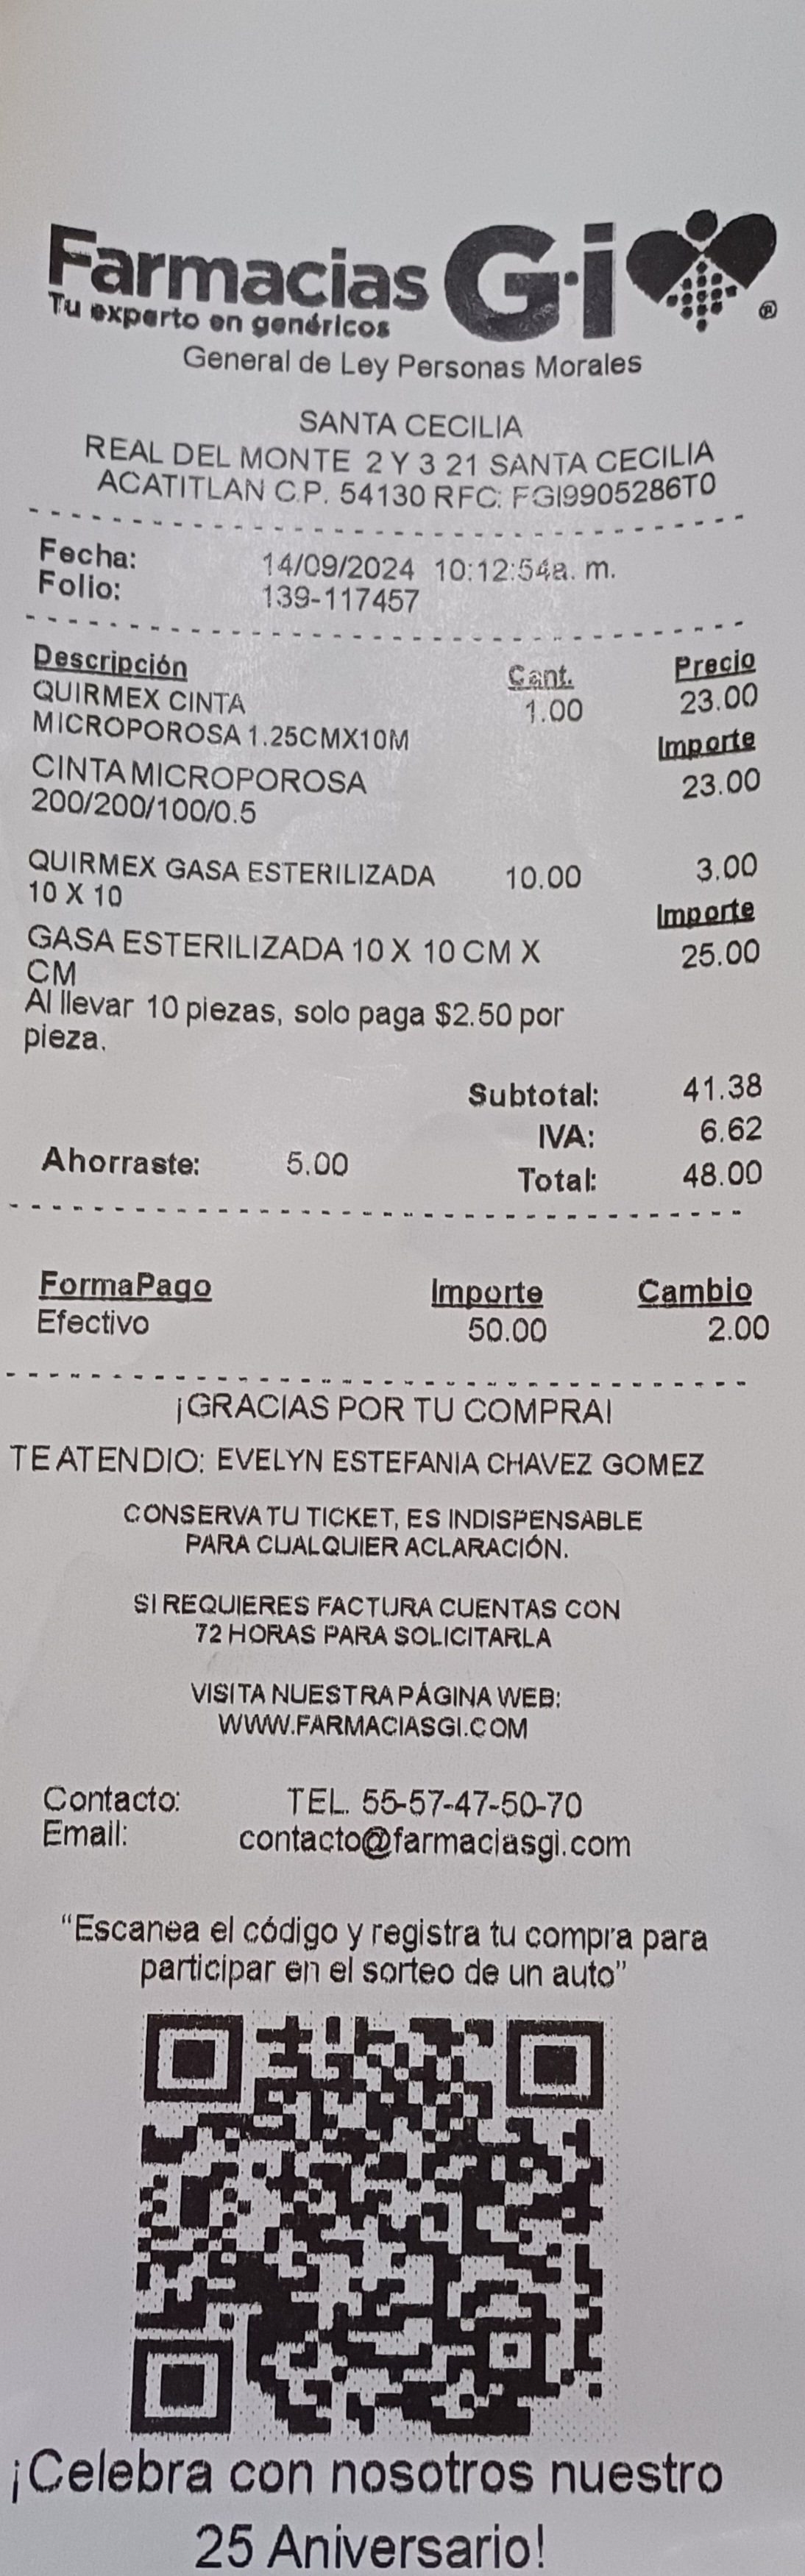 Farmacias G·i ®
Tu experto en genéricos
General de Ley Personas Morales
SANTA CECILIA
REAL DEL MONTE 2 Y 3 21 SANTA CECILIA
ACATITLAN C.P. 54130 RFC: FGI9905286T0
Fecha: 14/09/2024 10:12:54a. m.
Folio: 139-117457
Descripción Cant. Precio
QUIRMEX CINTA 1.00 23.00
MICROPOROSA 1.25CMX10M Importe
CINTA MICROPOROSA 23.00
200/200/100/0.5
QUIRMEX GASA ESTERILIZADA 10.00 3.00
10 X 10 Importe
GASA ESTERILIZADA 10 X 10 CM X 25.00
CM
Al llevar 10 piezas, solo paga $2.50 por
pieza.
Subtotal: 41.38
IVA: 6.62
Ahorraste: 5.00 Total: 48.00
FormaPago Importe Cambio
Efectivo 50.00 2.00
¡GRACIAS POR TU COMPRA!
TE ATENDIO: EVELYN ESTEFANIA CHAVEZ GOMEZ
CONSERVA TU TICKET, ES INDISPENSABLE
PARA CUALQUIER ACLARACIÓN.
SI REQUIERES FACTURA CUENTAS CON
72 HORAS PARA SOLICITARLA
VISITA NUESTRA PÁGINA WEB:
WWW.FARMACIASGI.COM
Contacto: TEL. 55-57-47-50-70
Email: contacto@farmaciasgi.com
“Escanea el código y registra tu compra para
participar en el sorteo de un auto”
¡Celebra con nosotros nuestro
25 Aniversario!